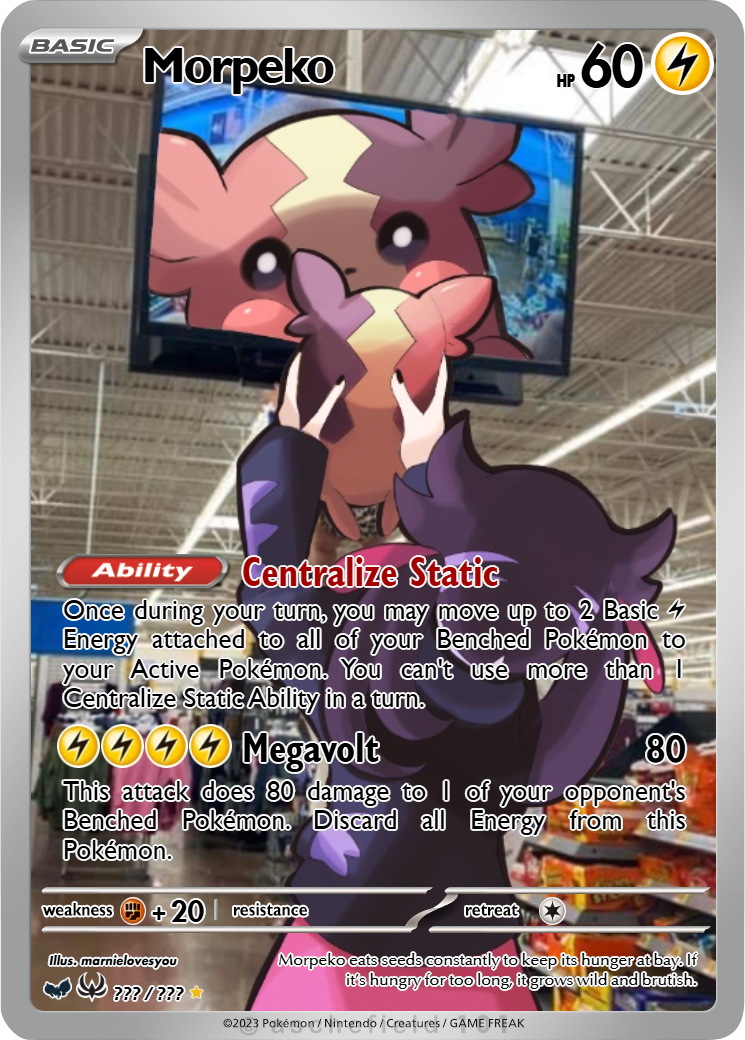 BASIC Morpeko HP 60
Ability Centralize Static
Once during your turn, you may move up to 2 Basic
Energy attached to all of your Benched Pokémon to
your Active Pokémon. You can't use more than 1
Centralize Static Ability in a turn.
Megavolt 80
This attack does 80 damage to 1 of your opponent's
Benched Pokémon. Discard all Energy from this
Pokémon.
weakness +20 resistance retreat
Illus. marnielovesyou
Morpeko eats seeds constantly to keep its hunger at bay. If
it's hungry for too long, it grows wild and brutish.
??? / ???
©2023 Pokémon / Nintendo / Creatures / GAME FREAK